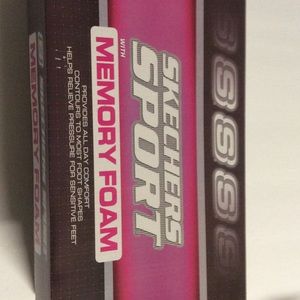 SKECHERS
SPORT
WITH
MEMORY FOAM
PROVIDES ALL DAY COMFORT
CONTOURS TO MOST FOOT SHAPES
HELPS RELIEVE PRESSURE FOR SENSITIVE FEET
MEMORY FOAM
S S S S S